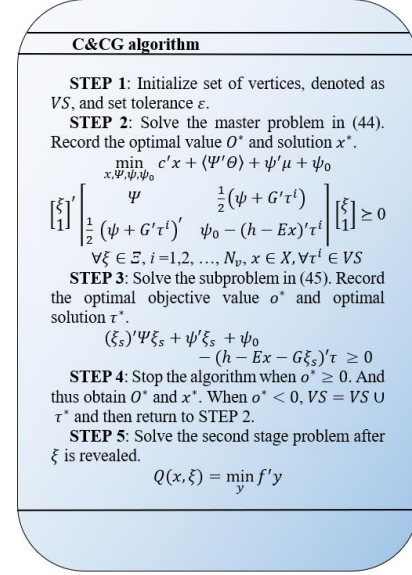 C&CG algorithm
STEP 1: Initialize set of vertices, denoted as
VS, and set tolerance ε.
STEP 2: Solve the master problem in (44).
Record the optimal value O* and solution x*.
min c′x + ⟨Ψ′Θ⟩ + ψ′μ + ψ₀
x,Ψ,ψ,ψ₀
[ξ 1]′ [Ψ ½(ψ + G′τⁱ)
½ (ψ + G′τⁱ)′ ψ₀ − (h − Ex)′τⁱ] [ξ 1] ≥ 0
∀ξ ∈ Ξ, i =1,2, …, Nᵥ, x ∈ X,∀τⁱ ∈ VS
STEP 3: Solve the subproblem in (45). Record
the optimal objective value o* and optimal
solution τ*.
(ξₛ)′Ψξₛ + ψ′ξₛ + ψ₀
− (h − Ex − Gξₛ)′τ ≥ 0
STEP 4: Stop the algorithm when o* ≥ 0. And
thus obtain O* and x*. When o* < 0, VS = VS ∪
τ* and then return to STEP 2.
STEP 5: Solve the second stage problem after
ξ is revealed.
Q(x,ξ) = min f′y
y